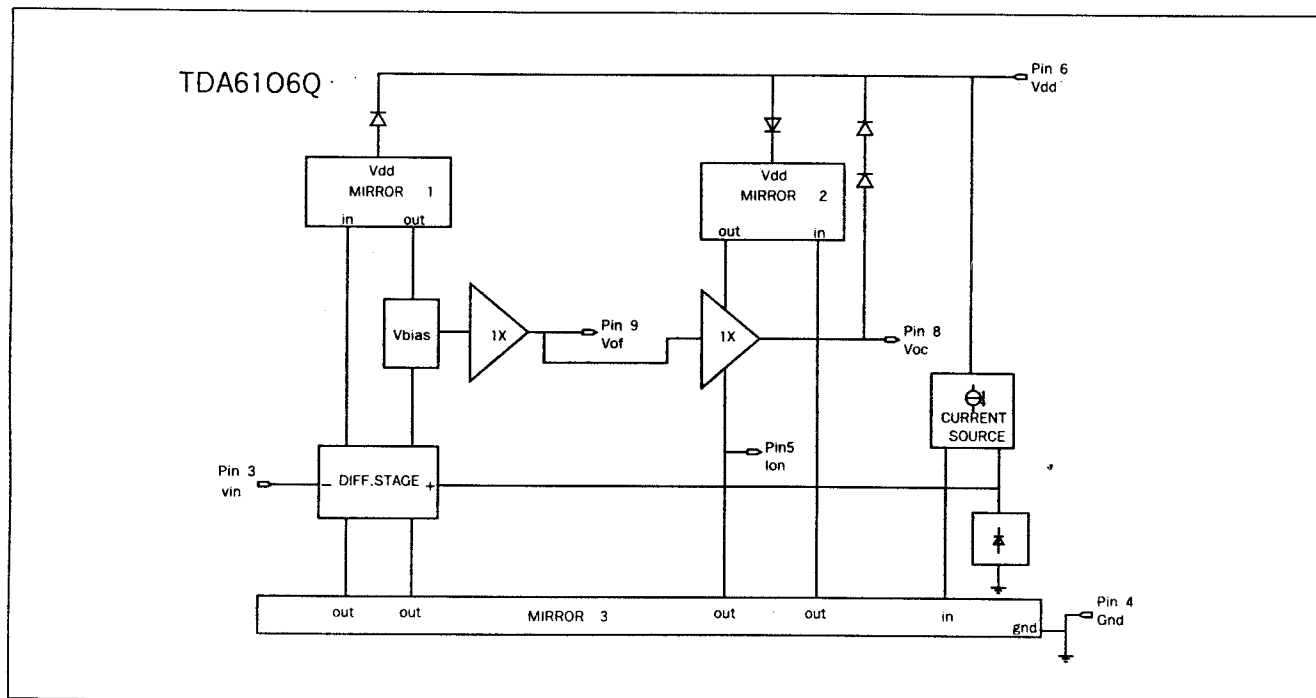 TDA6106Q
Pin 6
Vdd
Vdd
MIRROR 1
in out
Vdd
MIRROR 2
out in
Vbias
1X
Pin 9
Vof
1X
Pin 8
Voc
CURRENT
SOURCE
Pin5
Ion
Pin 3
vin
− DIFF.STAGE +
out out MIRROR 3 out out in gnd
Pin 4
Gnd